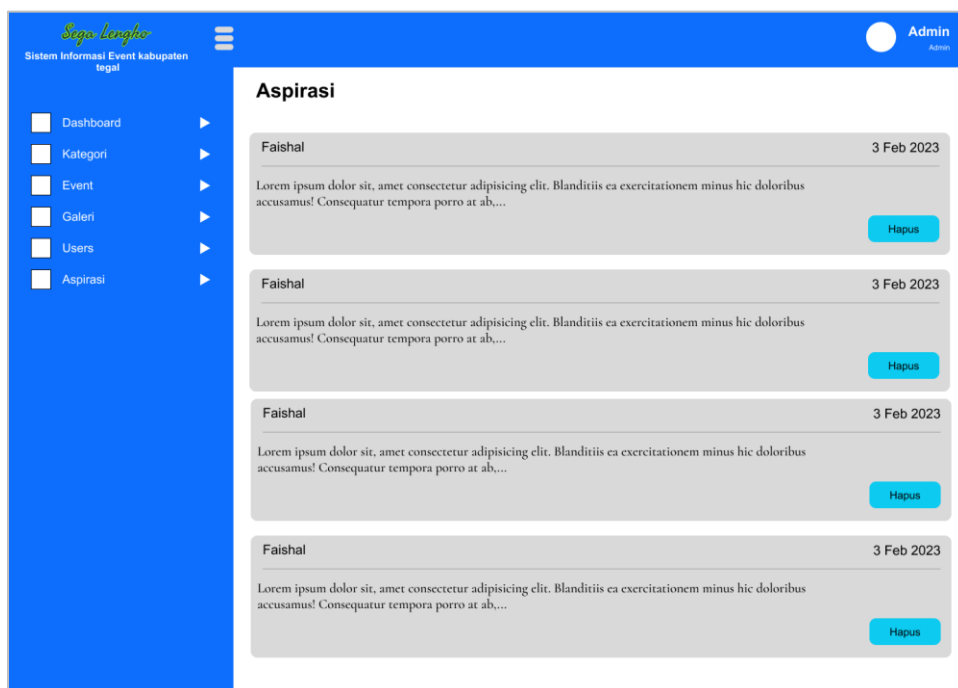 Sega Lengko
Sistem Informasi Event kabupaten
tegal
Admin
Admin
Dashboard
Kategori
Event
Galeri
Users
Aspirasi
Aspirasi
Faishal
3 Feb 2023
Lorem ipsum dolor sit, amet consectetur adipisicing elit. Blanditiis ea exercitationem minus hic doloribus
accusamus! Consequatur tempora porro at ab,...
Hapus
Faishal
3 Feb 2023
Lorem ipsum dolor sit, amet consectetur adipisicing elit. Blanditiis ea exercitationem minus hic doloribus
accusamus! Consequatur tempora porro at ab,...
Hapus
Faishal
3 Feb 2023
Lorem ipsum dolor sit, amet consectetur adipisicing elit. Blanditiis ea exercitationem minus hic doloribus
accusamus! Consequatur tempora porro at ab,...
Hapus
Faishal
3 Feb 2023
Lorem ipsum dolor sit, amet consectetur adipisicing elit. Blanditiis ea exercitationem minus hic doloribus
accusamus! Consequatur tempora porro at ab,...
Hapus